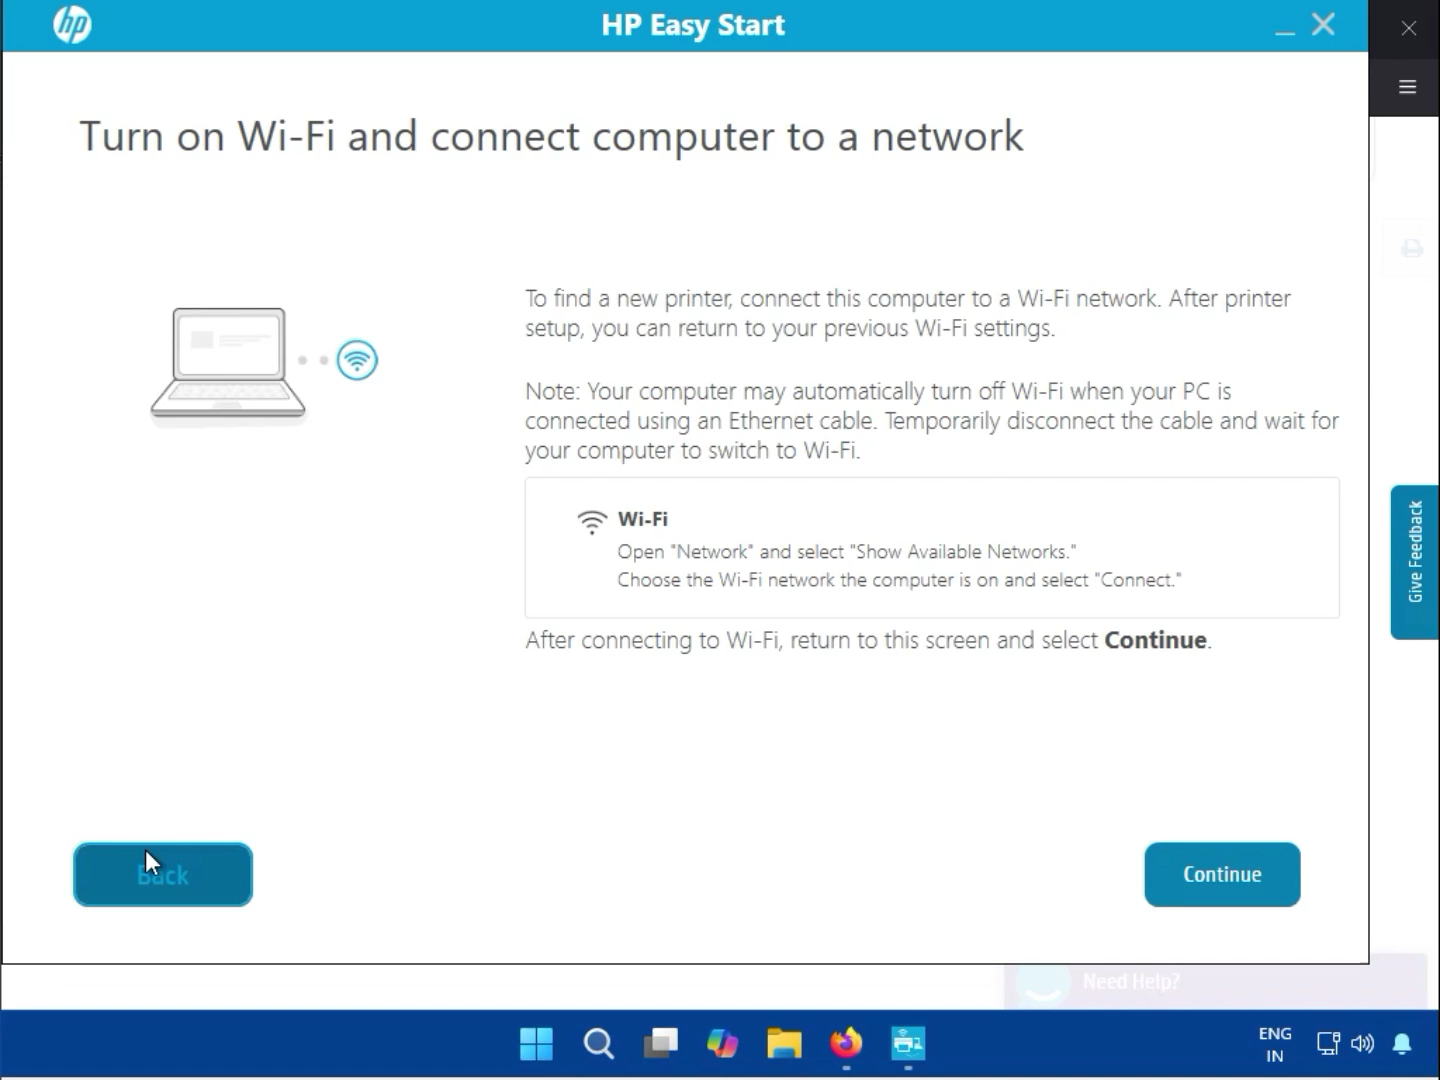 hp
HP Easy Start
Turn on Wi-Fi and connect computer to a network
To find a new printer, connect this computer to a Wi-Fi network. After printer
setup, you can return to your previous Wi-Fi settings.
Note: Your computer may automatically turn off Wi-Fi when your PC is
connected using an Ethernet cable. Temporarily disconnect the cable and wait for
your computer to switch to Wi-Fi.
Wi-Fi
Open "Network" and select "Show Available Networks."
Choose the Wi-Fi network the computer is on and select "Connect."
After connecting to Wi-Fi, return to this screen and select Continue.
Give Feedback
Back
Continue
Need Help?
ENG
IN